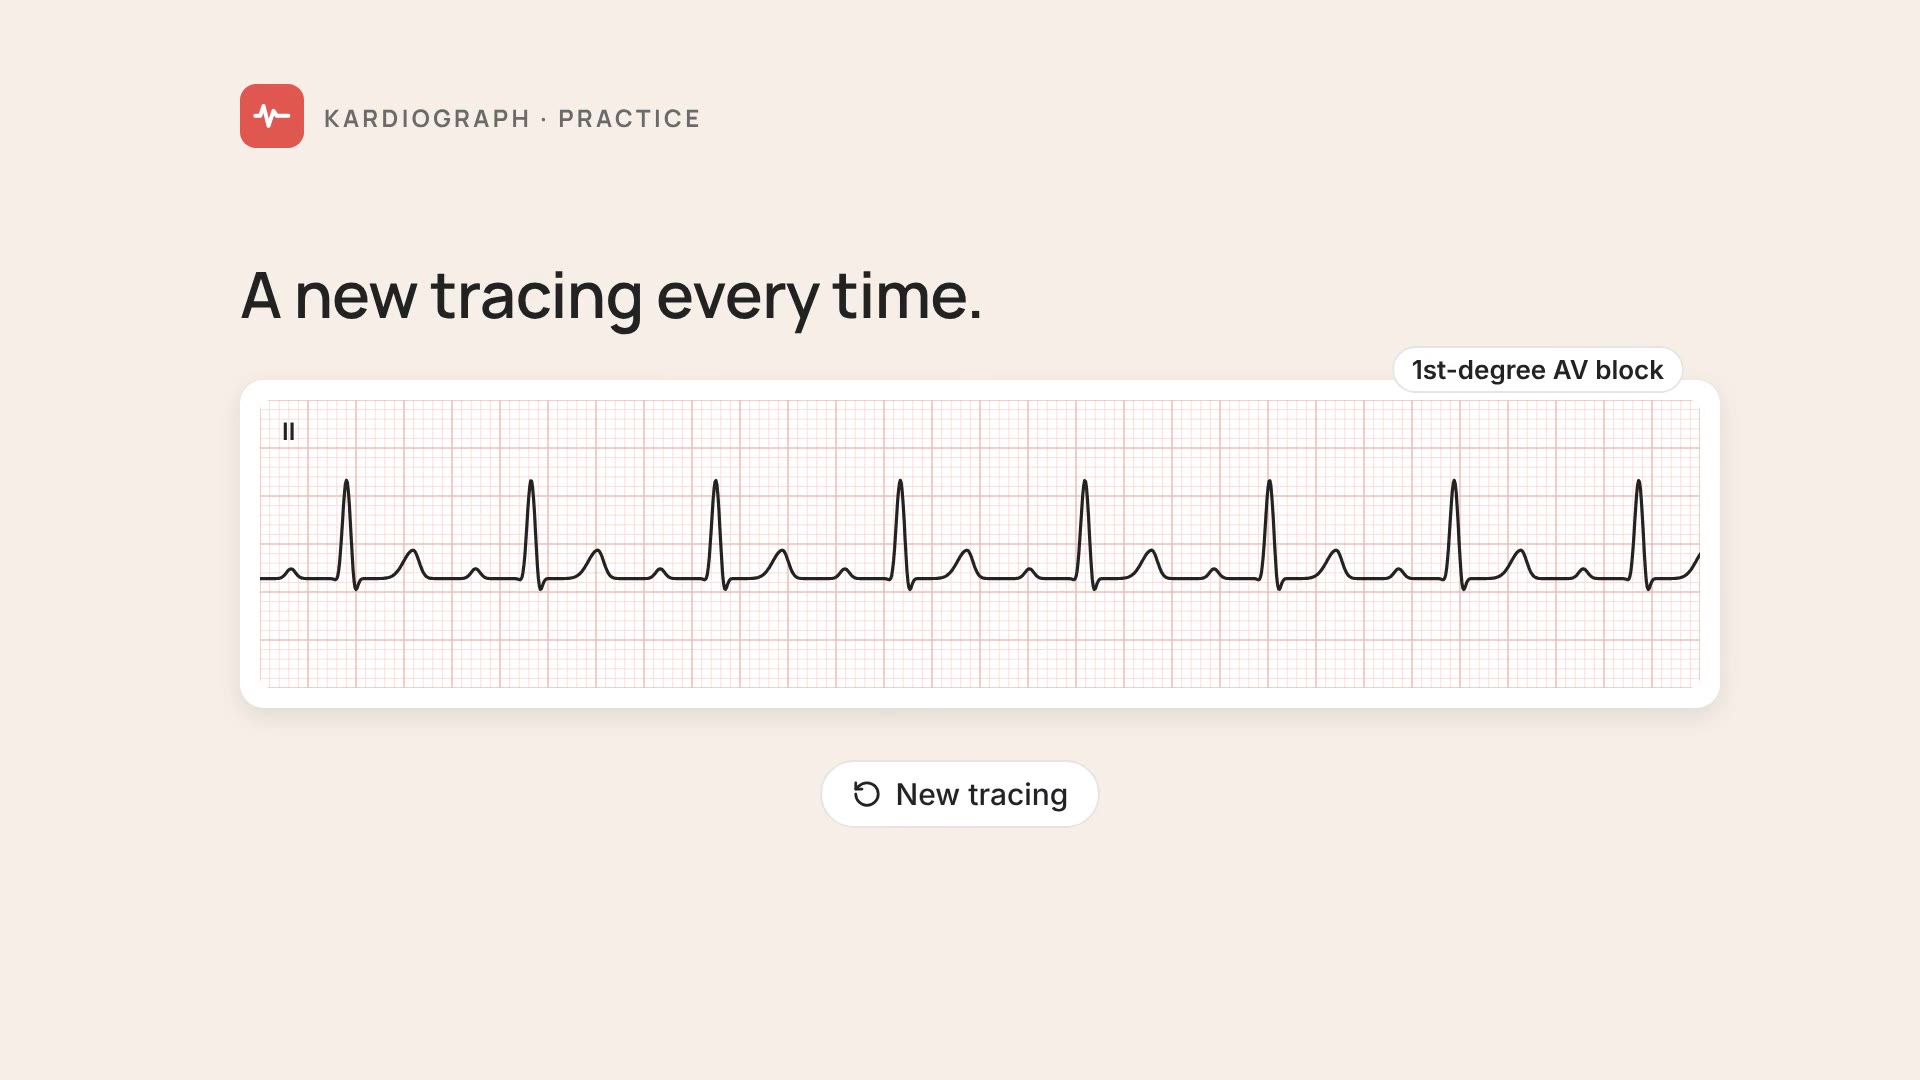 KARDIOGRAPH · PRACTICE
A new tracing every time.
1st-degree AV block
II
New tracing